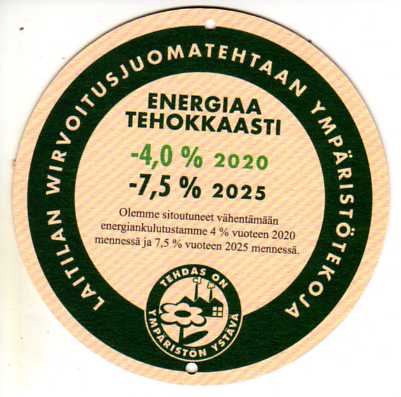 LAITILAN WIRVOITUSJUOMATEHTAAN YMPÄRISTÖTEKOJA
ENERGIAA
TEHOKKAASTI
-4,0 % 2020
-7,5 % 2025
Olemme sitoutuneet vähentämään
energiankulutustamme 4 % vuoteen 2020
mennessä ja 7,5 % vuoteen 2025 mennessä.
TEHDAS ON
YMPÄRISTÖN YSTÄVÄ